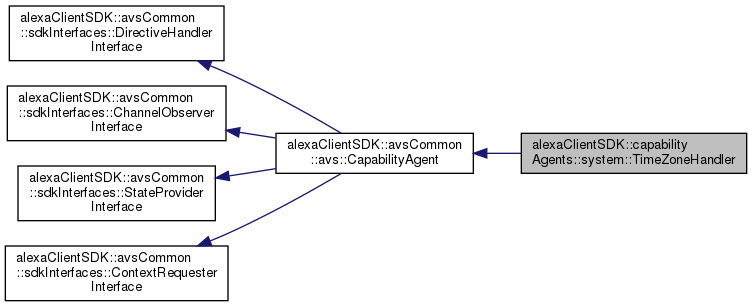 alexaClientSDK::avsCommon
::sdkInterfaces::DirectiveHandler
Interface
alexaClientSDK::avsCommon
::sdkInterfaces::ChannelObserver
Interface
alexaClientSDK::avsCommon
::sdkInterfaces::StateProvider
Interface
alexaClientSDK::avsCommon
::sdkInterfaces::ContextRequester
Interface
alexaClientSDK::avsCommon
::avs::CapabilityAgent
alexaClientSDK::capability
Agents::system::TimeZoneHandler